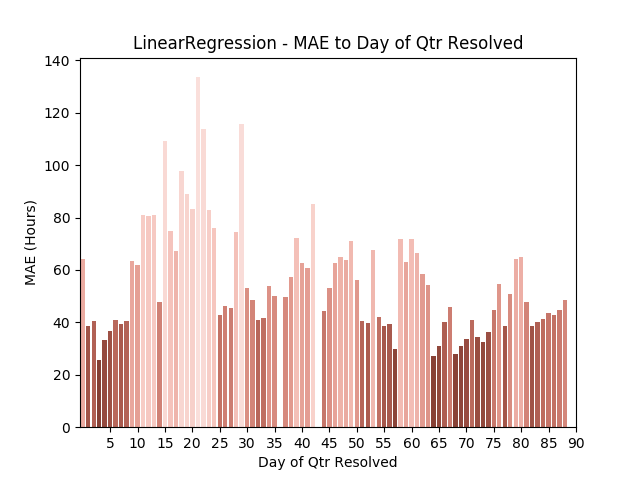 LinearRegression - MAE to Day of Qtr Resolved
140
120
100
80
60
40
20
0
MAE (Hours)
5 10 15 20 25 30 35 40 45 50 55 60 65 70 75 80 85 90
Day of Qtr Resolved